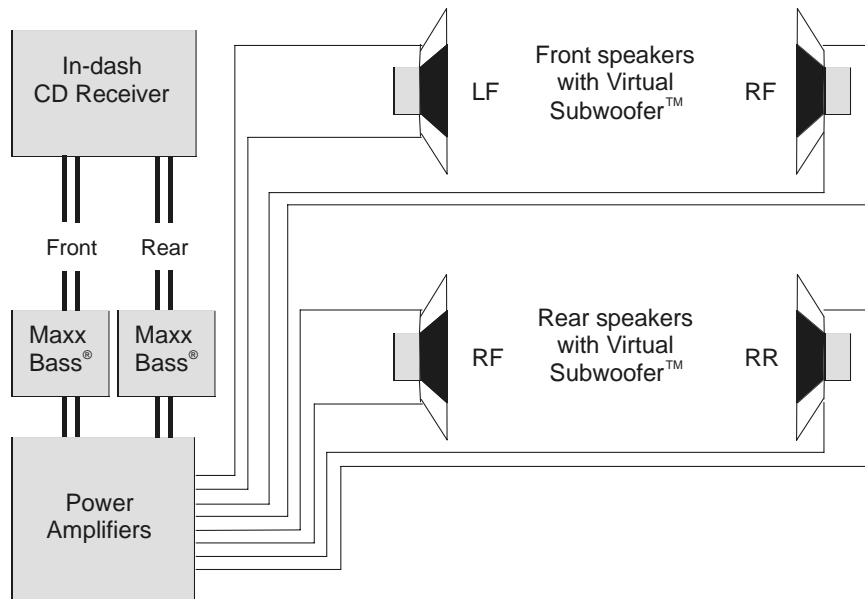 In-dash
CD Receiver
Front speakers
with Virtual
Subwoofer™
LF
RF
Front
Rear
Maxx
Bass®
Maxx
Bass®
Rear speakers
with Virtual
Subwoofer™
RF
RR
Power
Amplifiers